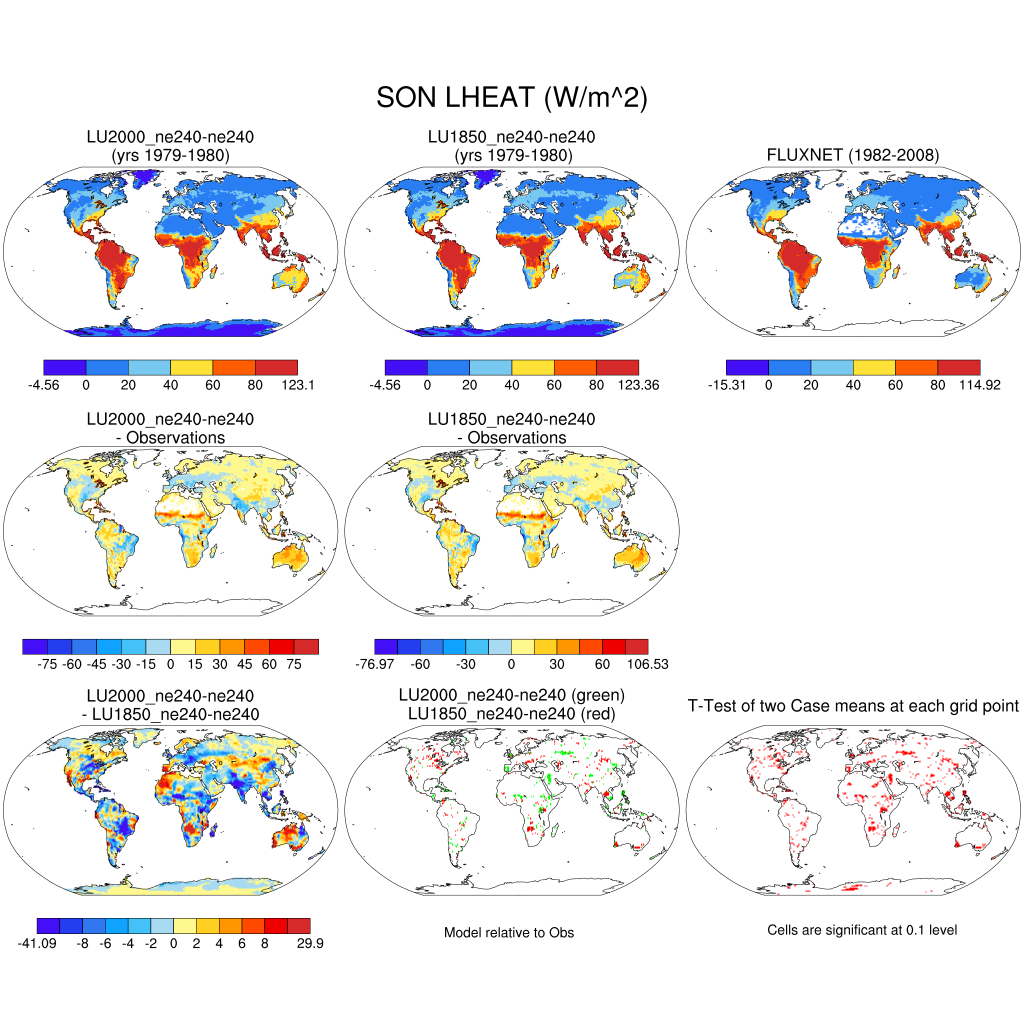 SON LHEAT (W/m^2)
LU2000_ne240-ne240
(yrs 1979-1980)
LU1850_ne240-ne240
(yrs 1979-1980)
FLUXNET (1982-2008)
-4.56 0 20 40 60 80 123.1
-4.56 0 20 40 60 80 123.36
-15.31 0 20 40 60 80 114.92
LU2000_ne240-ne240
- Observations
LU1850_ne240-ne240
- Observations
-75 -60 -45 -30 -15 0 15 30 45 60 75
-76.97 -60 -30 0 30 60 106.53
LU2000_ne240-ne240
- LU1850_ne240-ne240
LU2000_ne240-ne240 (green)
LU1850_ne240-ne240 (red)
T-Test of two Case means at each grid point
-41.09 -8 -6 -4 -2 0 2 4 6 8 29.9
Model relative to Obs
Cells are significant at 0.1 level